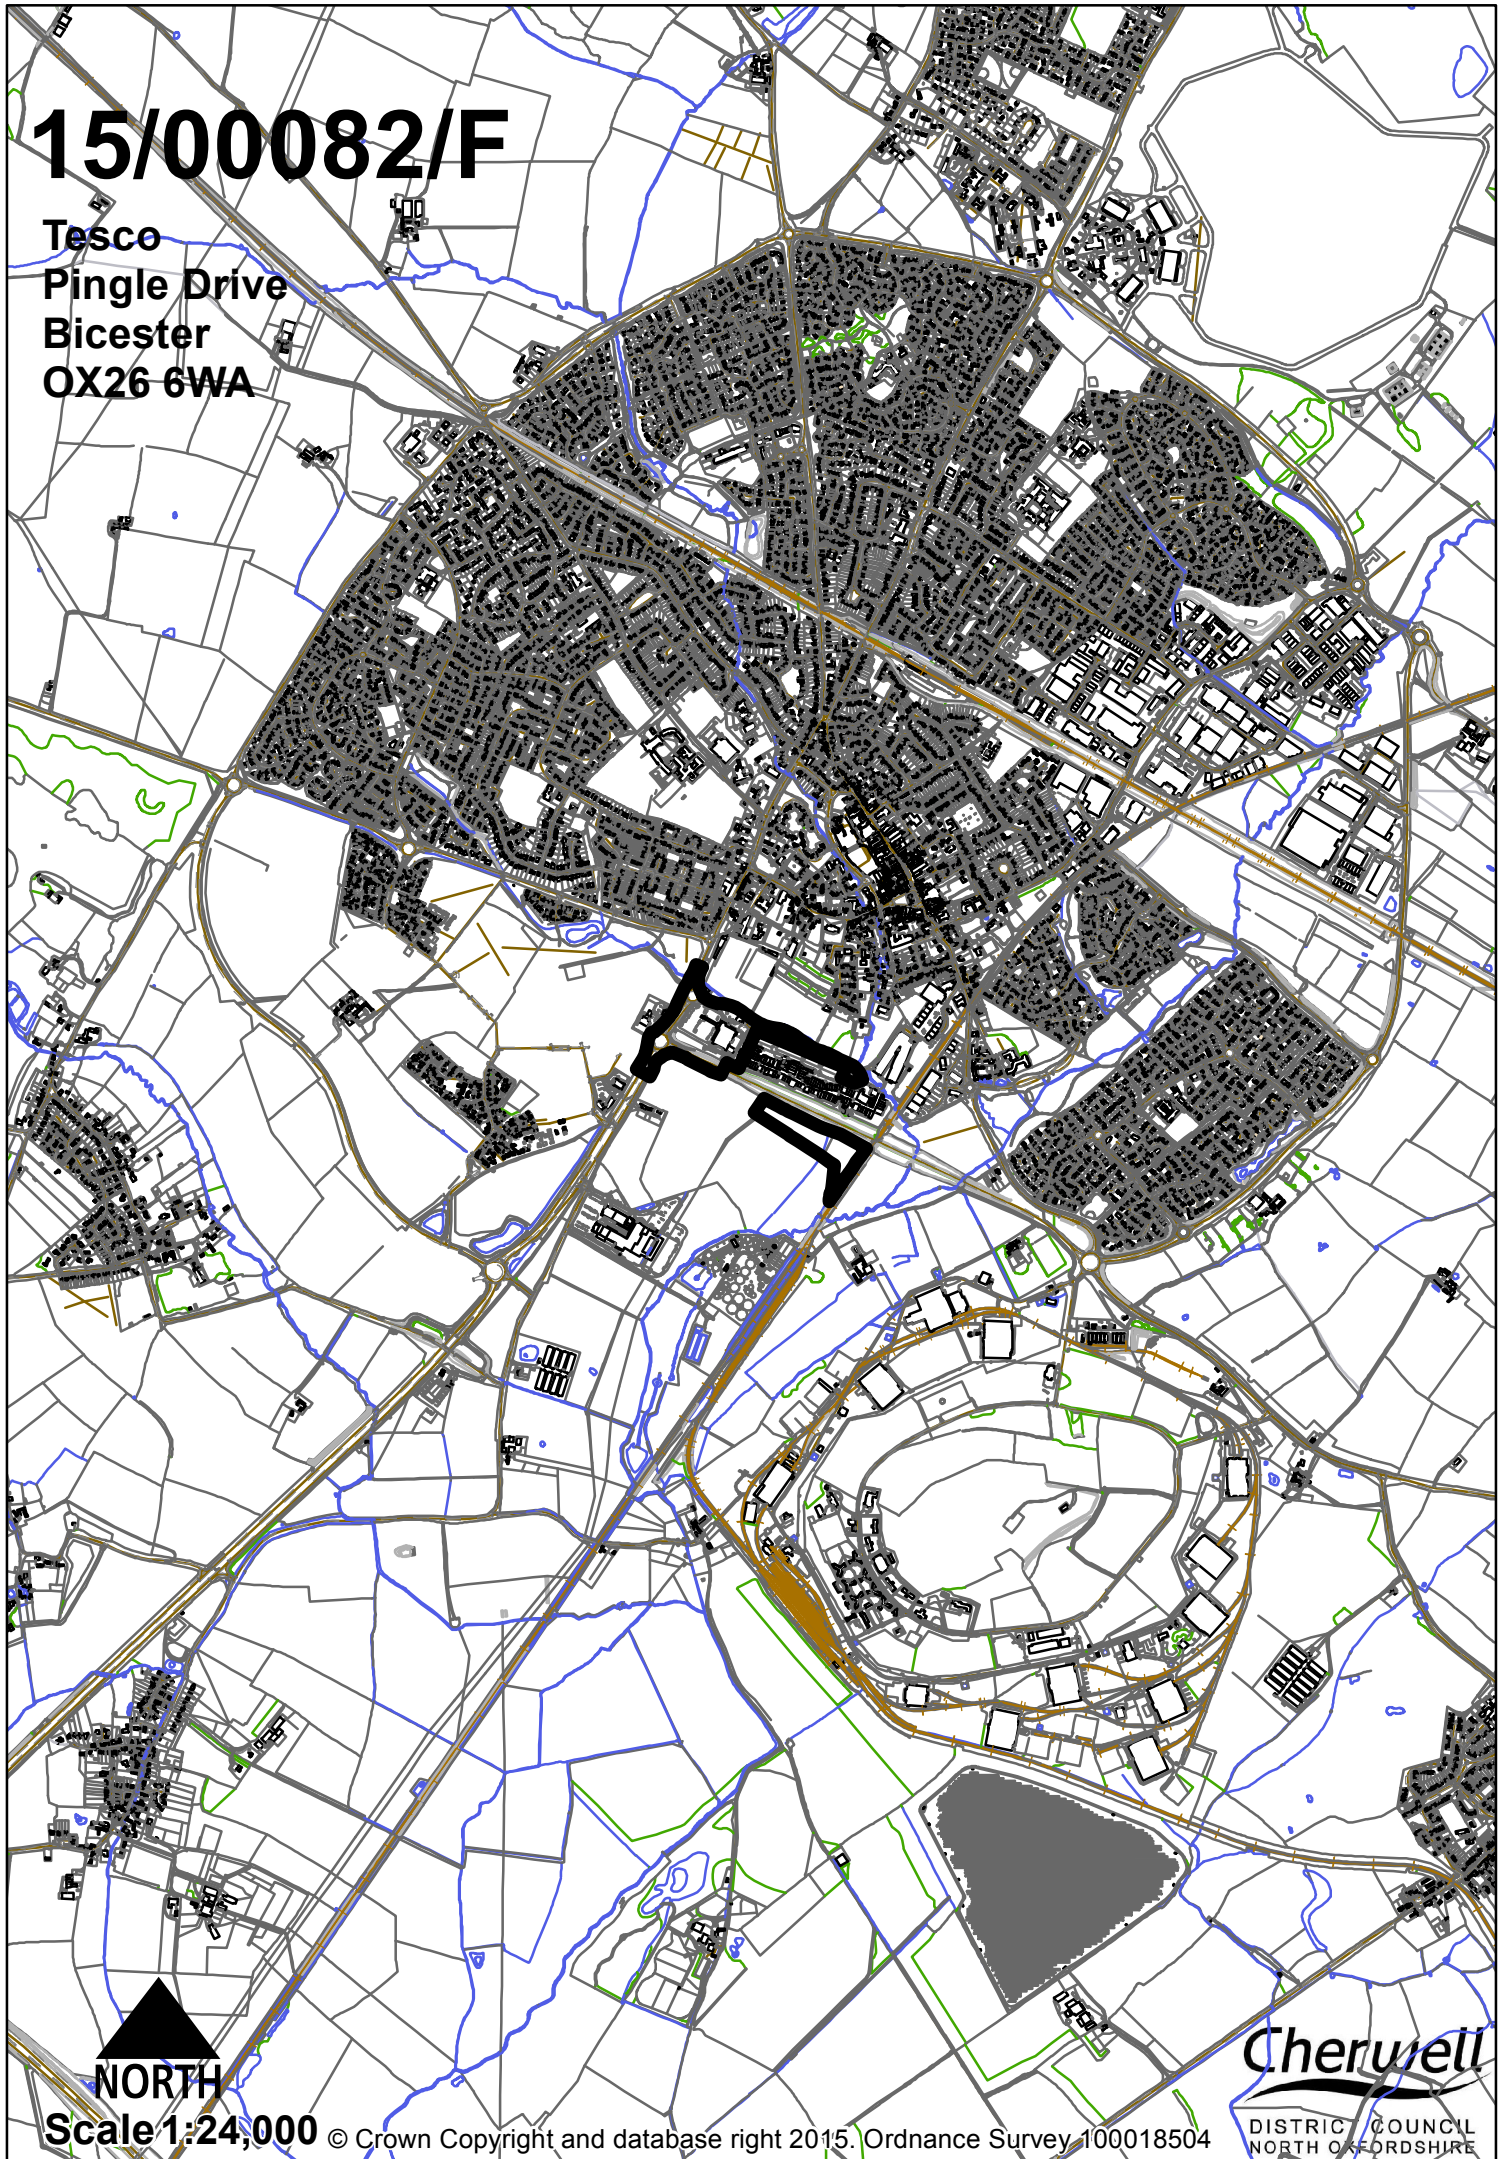 15/00082/F
Tesco
Pingle Drive
Bicester
OX26 6WA
NORTH
Scale 1:24,000
© Crown Copyright and database right 2015. Ordnance Survey 100018504
Cherwell
DISTRICT COUNCIL
NORTH OXFORDSHIRE